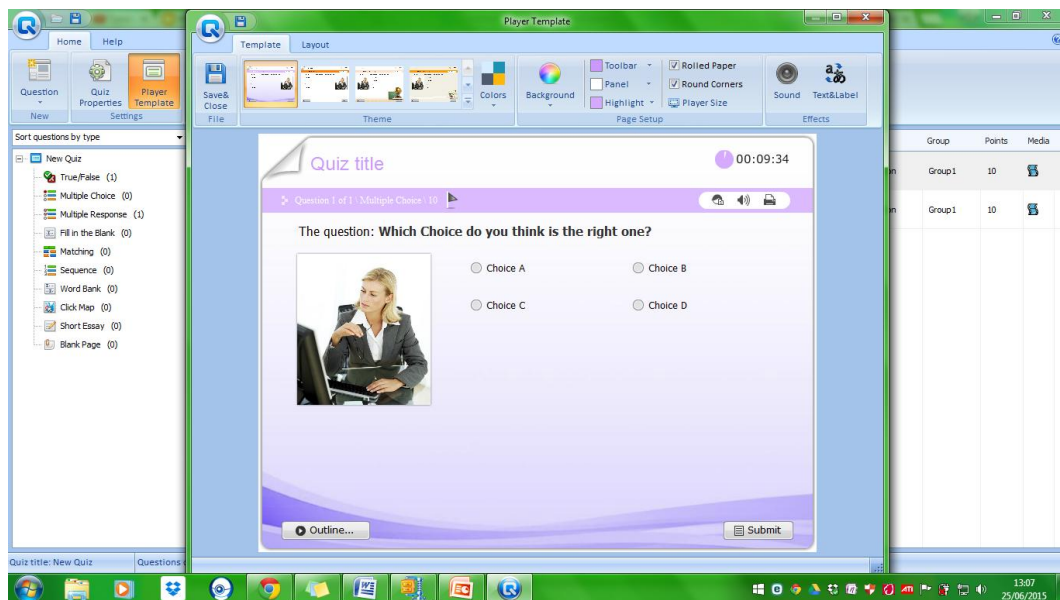 Player Template
Home Help
Template Layout
Question
Quiz Properties
Player Template
New Settings
Save& Close
File
Theme
Colors
Background
Toolbar
Panel
Highlight
Rolled Paper
Round Corners
Player Size
Page Setup
Sound
Text&Label
Effects
Sort questions by type
New Quiz
True/False (1)
Multiple Choice (0)
Multiple Response (1)
Fill in the Blank (0)
Matching (0)
Sequence (0)
Word Bank (0)
Click Map (0)
Short Essay (0)
Blank Page (0)
Quiz title
00:09:34
Question 1 of 1 \ Multiple Choice \ 10
The question: Which Choice do you think is the right one?
Choice A Choice B
Choice C Choice D
Outline... Submit
Group Points Media
Group1 10
Group1 10
Quiz title: New Quiz Questions
13:07
25/06/2015